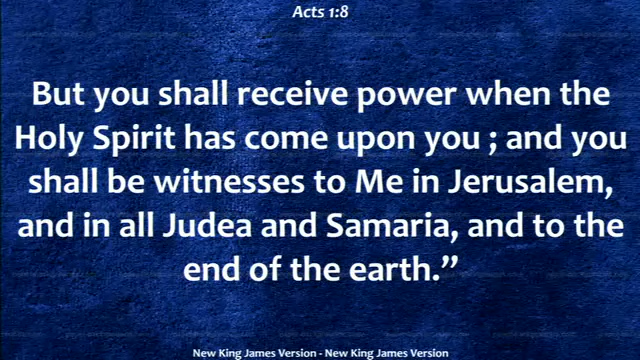 Acts 1:8
But you shall receive power when the
Holy Spirit has come upon you ; and you
shall be witnesses to Me in Jerusalem,
and in all Judea and Samaria, and to the
end of the earth.”
New King James Version - New King James Version